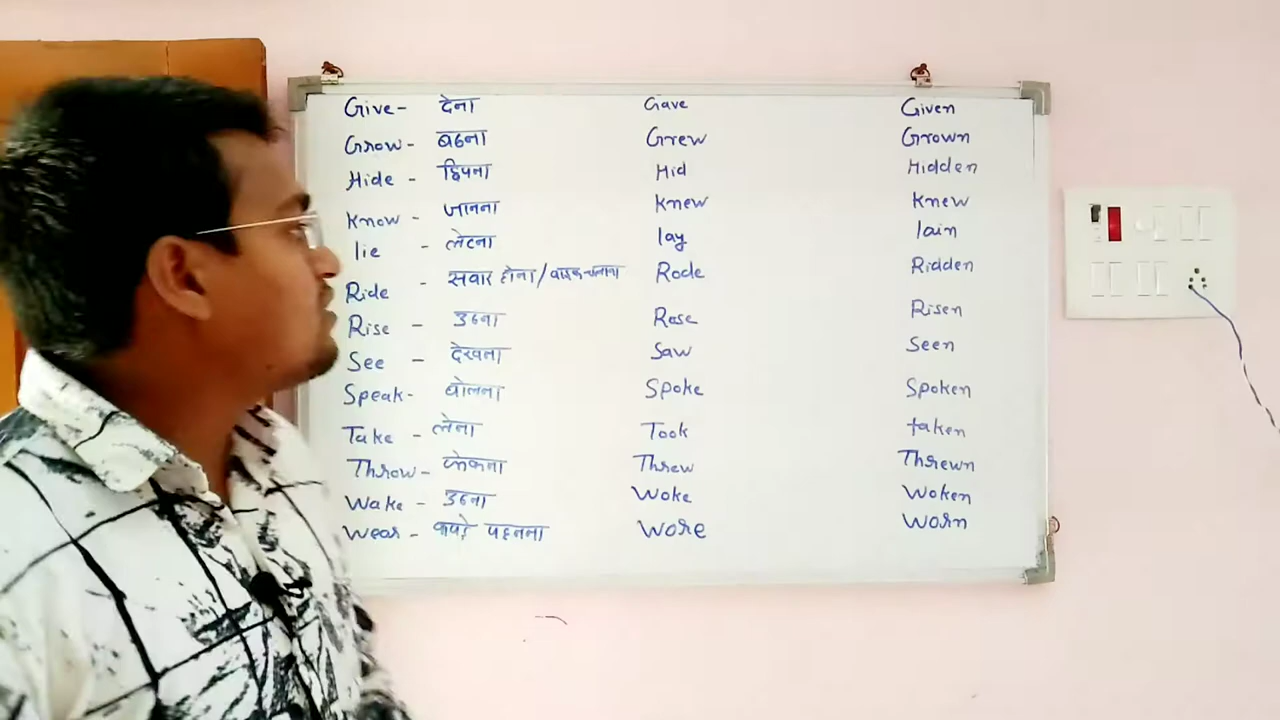 Give - देना Gave Given
Grow - बढना Grew Grown
Hide - छिपना Hid Hidden
Know - जानना Knew Knew
lie - लेटना lay lain
Ride - सवार होना/बाइक चलाना Rode Ridden
Rise - उठना Rose Risen
See - देखना Saw Seen
Speak - बोलना Spoke Spoken
Take - लेना Took taken
Throw - फेकना Threw Threwn
Wake - उठना Woke Woken
Wear - कपड़े पहनना Wore Worn